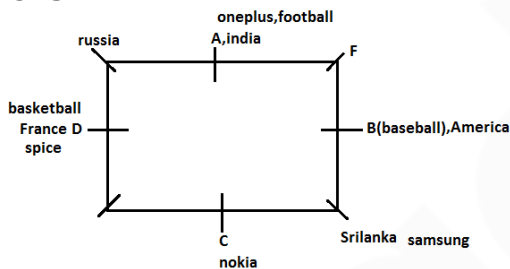 oneplus,football
russia
A,india
F
basketball
France D
spice
B(baseball),America
C
nokia
Srilanka samsung